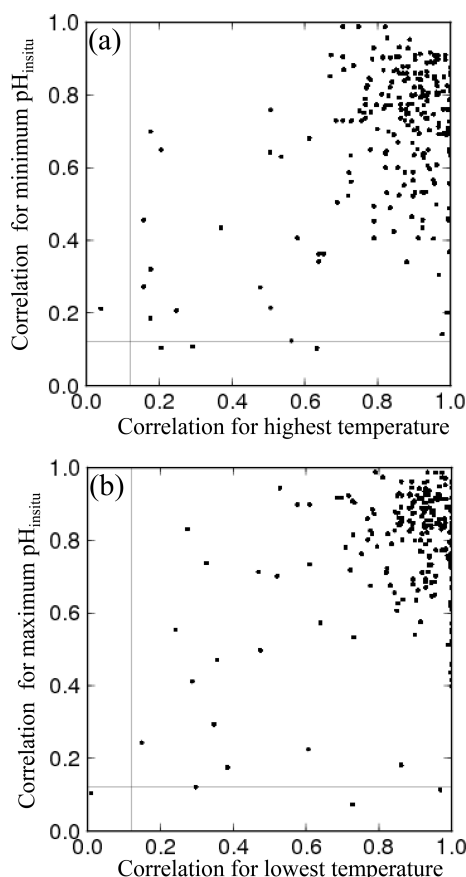 (a)
Correlation for minimum pHinsitu
1.0
0.8
0.6
0.4
0.2
0.0
0.0 0.2 0.4 0.6 0.8 1.0
Correlation for highest temperature
(b)
Correlation for maximum pHinsitu
1.0
0.8
0.6
0.4
0.2
0.0
0.0 0.2 0.4 0.6 0.8 1.0
Correlation for lowest temperature